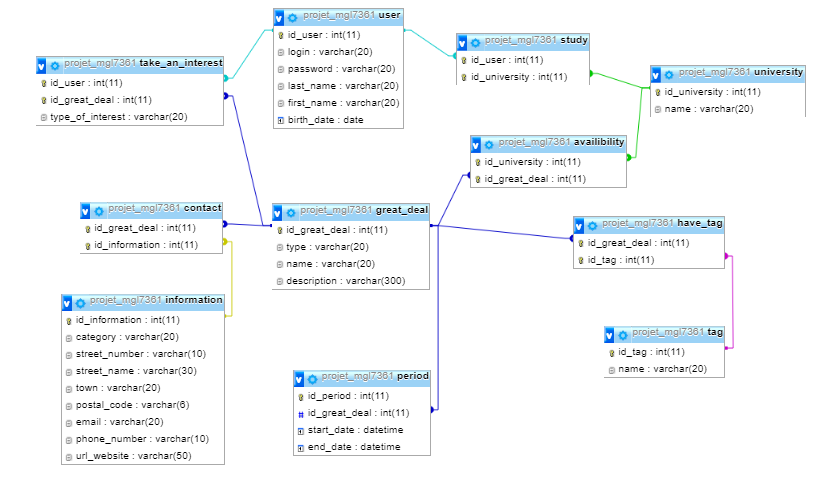 projet_mgl7361 user
id_user : int(11)
login : varchar(20)
password : varchar(20)
last_name : varchar(20)
first_name : varchar(20)
birth_date : date
projet_mgl7361 study
id_user : int(11)
id_university : int(11)
projet_mgl7361 take_an_interest
id_user : int(11)
id_great_deal : int(11)
type_of_interest : varchar(20)
projet_mgl7361 university
id_university : int(11)
name : varchar(20)
projet_mgl7361 availibility
id_university : int(11)
id_great_deal : int(11)
projet_mgl7361 contact
id_great_deal : int(11)
id_information : int(11)
projet_mgl7361 great_deal
id_great_deal : int(11)
type : varchar(20)
name : varchar(20)
description : varchar(300)
projet_mgl7361 have_tag
id_great_deal : int(11)
id_tag : int(11)
projet_mgl7361 information
id_information : int(11)
category : varchar(20)
street_number : varchar(10)
street_name : varchar(30)
town : varchar(20)
postal_code : varchar(6)
email : varchar(20)
phone_number : varchar(10)
url_website : varchar(50)
projet_mgl7361 tag
id_tag : int(11)
name : varchar(20)
projet_mgl7361 period
id_period : int(11)
id_great_deal : int(11)
start_date : datetime
end_date : datetime